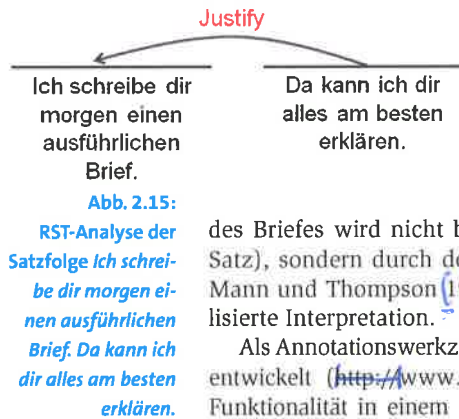 Justify
Ich schreibe dir
morgen einen
ausführlichen
Brief.
Da kann ich dir
alles am besten
erklären.
Abb. 2.15:
RST-Analyse der
Satzfolge Ich schrei-
be dir morgen ei-
nen ausführlichen
Brief. Da kann ich
dir alles am besten
erklären.
des Briefes wird nicht
Satz), sondern durch
Mann und Thompson
lisierte Interpretation.
Als Annotationswerkz
entwickelt (http://www.
Funktionalität in einem